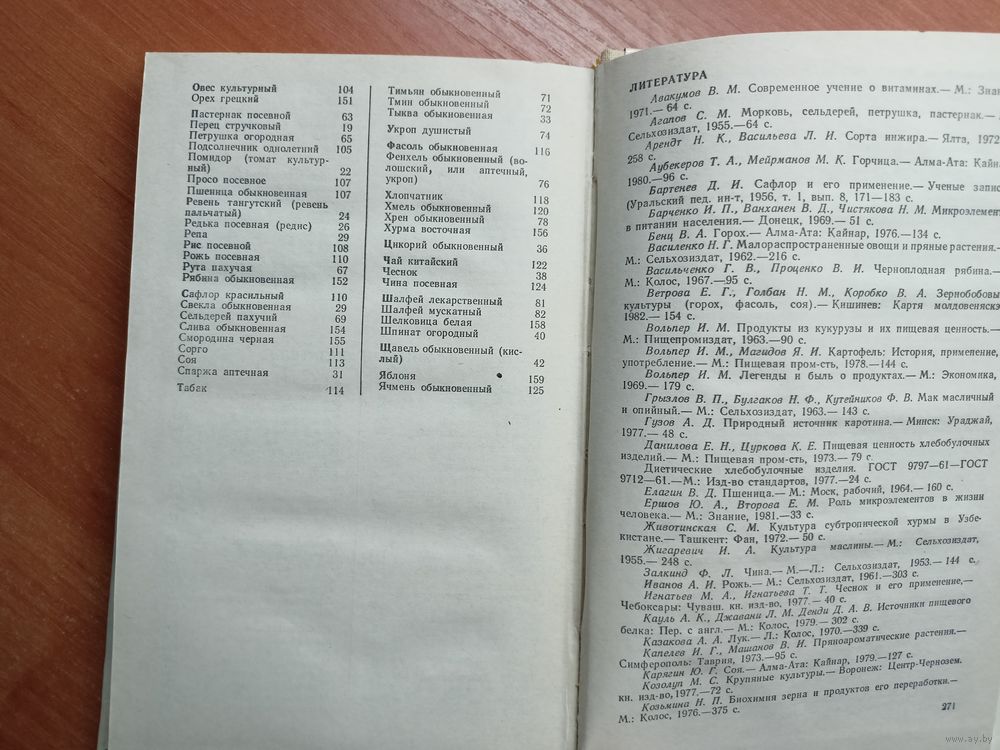 Овес культурный 104
Орех грецкий 151
Пастернак посевной 63
Перец стручковый 19
Петрушка огородная 65
Подсолнечник однолетний 105
Помидор (томат культур-
ный) 22
Просо посевное 107
Пшеница обыкновенная 107
Ревень тангутский (ревень
пальчатый) 24
Редька посевная (редис) 26
Репа 29
Рис посевной 108
Рожь посевная 110
Рута пахучая 67
Рябина обыкновенная 152
Сафлор красильный 110
Свекла обыкновенная 29
Сельдерей пахучий 69
Слива обыкновенная 154
Смородина черная 155
Сорго 111
Соя 113
Спаржа аптечная 31
Табак 114
Тимьян обыкновенный 71
Тмин обыкновенный 72
Тыква обыкновенная 33
Укроп душистый 74
Фасоль обыкновенная 116
Фенхель обыкновенный (во-
лошский, или аптечный,
укроп) 76
Хлопчатник 118
Хмель обыкновенный 120
Хрен обыкновенный 78
Хурма восточная 156
Цикорий обыкновенный 36
Чай китайский 122
Чеснок 38
Чина посевная 124
Шалфей лекарственный 81
Шалфей мускатный 82
Шелковица белая 158
Шпинат огородный 40
Щавель обыкновенный (кис-
лый) 42
Яблоня 159
Ячмень обыкновенный 125
ЛИТЕРАТУРА
Авакумов В. М. Современное учение о витаминах.— М.: Знан
1971.— 64 с.
Агапов С. М. Морковь, сельдерей, петрушка, пастернак.—
Сельхозиздат, 1955.—64 с.
Арендт Н. К., Васильева Л. И. Сорта инжира.— Ялта, 1972
258 с.
Аубекеров Т. А., Мейрманов М. К. Горчица.— Алма-Ата: Кайнар,
1980.—96 с.
Бартенев Д. И. Сафлор и его применение.— Ученые запис
(Уральский пед. ин-т, 1956, т. 1, вып. 8, 171—183 с.
Барченко И. П., Ванханен В. Д., Чистякова Н. М. Микроэлемен
в питании населения.— Донецк, 1969.— 51 с.
Бенц В. А. Горох.— Алма-Ата: Кайнар, 1976.—134 с.
Василенко Н. Г. Малораспространенные овощи и пряные растения.—
М.: Сельхозиздат, 1962.—216 с.
Васильченко Г. В., Проценко В. И. Черноплодная рябина.—
М.: Колос, 1967.—95 с.
Ветрова Е. Г., Голбан Н. М., Коробко В. А. Зернобобовы
культуры (горох, фасоль, соя).— Кишинев: Картя молдовеняскэ
1982.— 154 с.
Вольпер И. М. Продукты из кукурузы и их пищевая ценность.—
М.: Пищепромиздат, 1963.—90 с.
Вольпер И. М., Магидов Я. И. Картофель: История, применение,
употребление.— М.: Пищевая пром-сть, 1978.—144 с.
Вольпер И. М. Легенды и быль о продуктах.— М.: Экономика,
1969.— 179 с.
Грызлов В. П., Булгаков Н. Ф., Кутейников Ф. В. Мак масличный
и опийный.— М.: Сельхозиздат, 1963.— 143 с.
Гузов А. Д. Природный источник каротина.— Минск: Ураджай,
1977.— 48 с.
Данилова Е. Н., Цуркова К. Е. Пищевая ценность хлебобулочных
изделий.— М.: Пищевая пром-сть, 1973.— 79 с.
Диетические хлебобулочные изделия. ГОСТ 9797—61—ГОСТ
9712—61.— М.: Изд-во стандартов, 1977.—24 с.
Елагин В. Д. Пшеница.— М.: Моск. рабочий, 1964.— 160 с.
Ершов Ю. А., Второва Е. М. Роль микроэлементов в жизни
человека.— М.: Знание, 1981.—33 с.
Животинская С. М. Культура субтропической хурмы в Узбе-
кистане.— Ташкент: Фан, 1972.— 50 с.
Жигаревич И. А. Культура маслины.— М.: Сельхозиздат,
1955.— 248 с.
Залкинд Ф. Л. Чина.— М.—Л.: Сельхозиздат, 1953.— 144 с.
Иванов А. И. Рожь.— М.: Сельхозиздат, 1961.—303 с.
Игнатьев М. А., Игнатьева Т. Т. Чеснок и его применение,—
Чебоксары: Чуваш. кн. изд-во, 1977.— 40 с.
Кауль А. К., Джавани Л. М. Денди Д. А. В. Источники пищевого
белка: Пер. с англ.— М.: Колос, 1979.— 302 с.
Казакова А. А. Лук.— Л.: Колос, 1970.—339 с.
Капелев И. Г., Машанов В. И. Пряноароматические растения.—
Симферополь: Таврия, 1973.—95 с.
Карягин Ю. Г. Соя.— Алма-Ата: Кайнар, 1979.—127 с.
Козолуп М. С. Крупяные культуры.— Воронеж: Центр-Чернозем.
кн. изд-во, 1977.—72 с.
Козьмина Н. П. Биохимия зерна и продуктов его переработки.—
М.: Колос, 1976.—375 с.
271
www.ay.by